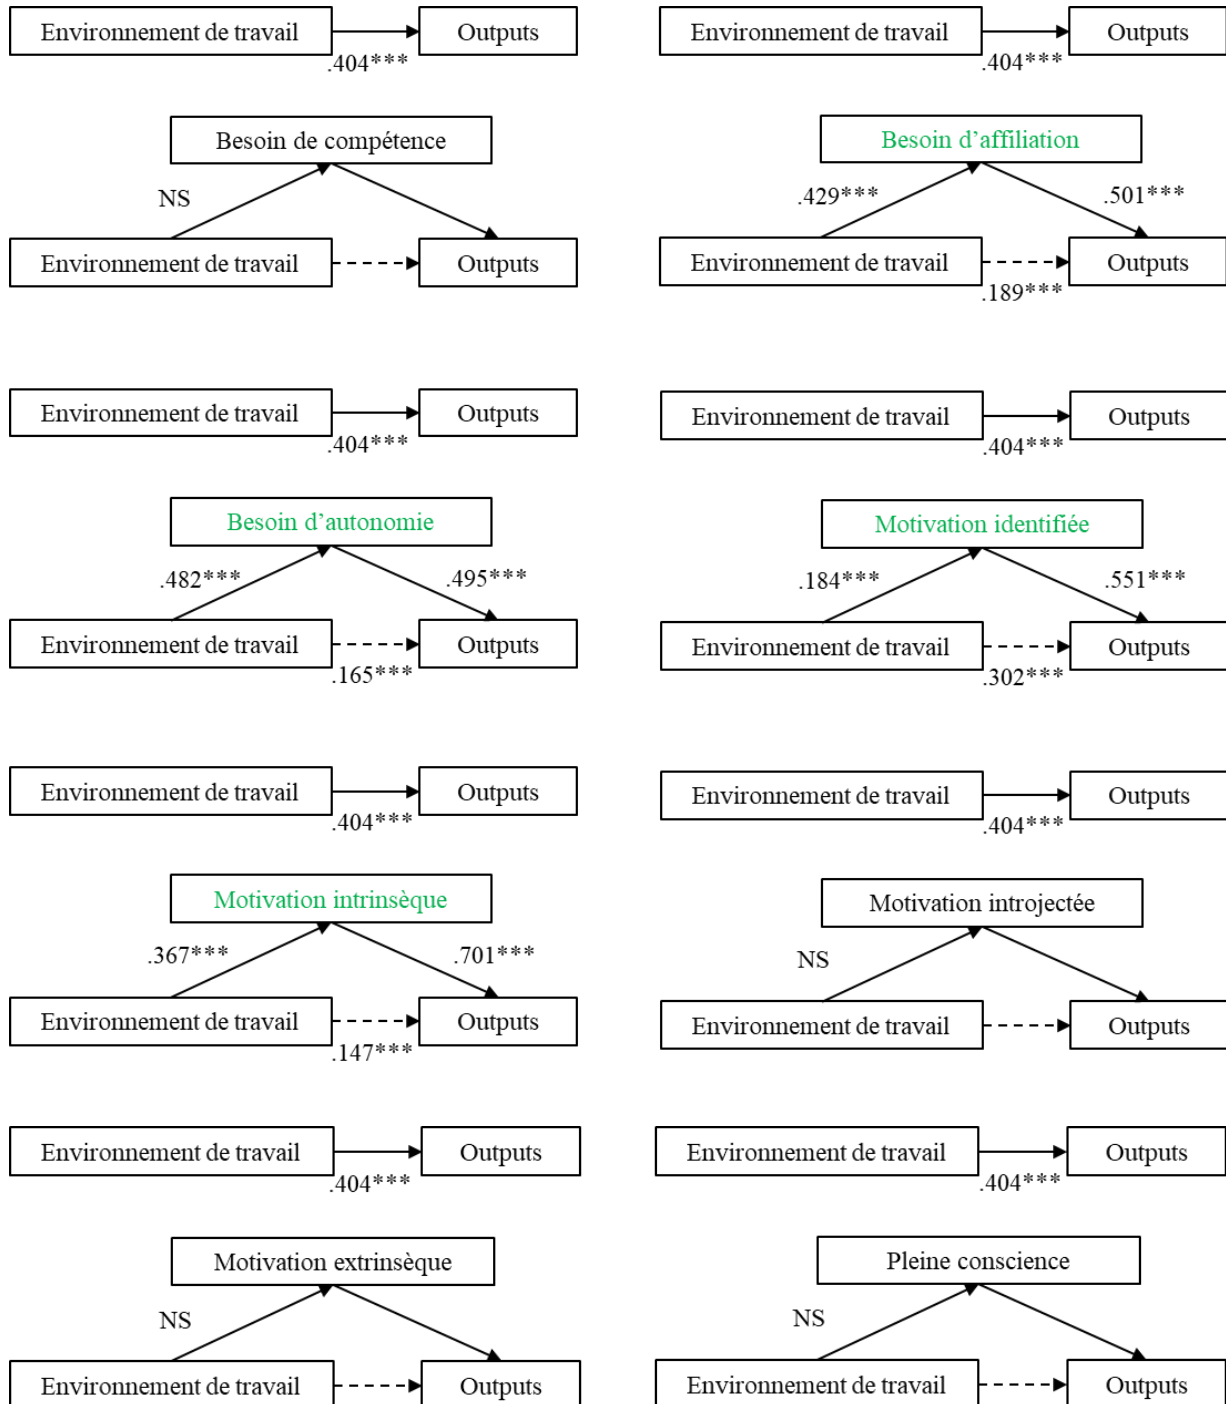 Environnement de travail Outputs
.404***
Environnement de travail Outputs
.404***
Besoin de compétence
NS
Environnement de travail Outputs
Besoin d'affiliation
.429*** .501***
Environnement de travail Outputs
.189***
Environnement de travail Outputs
.404***
Environnement de travail Outputs
.404***
Besoin d'autonomie
.482*** .495***
Environnement de travail Outputs
.165***
Motivation identifiée
.184*** .551***
Environnement de travail Outputs
.302***
Environnement de travail Outputs
.404***
Environnement de travail Outputs
.404***
Motivation intrinsèque
.367*** .701***
Environnement de travail Outputs
.147***
Motivation introjectée
NS
Environnement de travail Outputs
Environnement de travail Outputs
.404***
Environnement de travail Outputs
.404***
Motivation extrinsèque
NS
Environnement de travail Outputs
Pleine conscience
NS
Environnement de travail Outputs